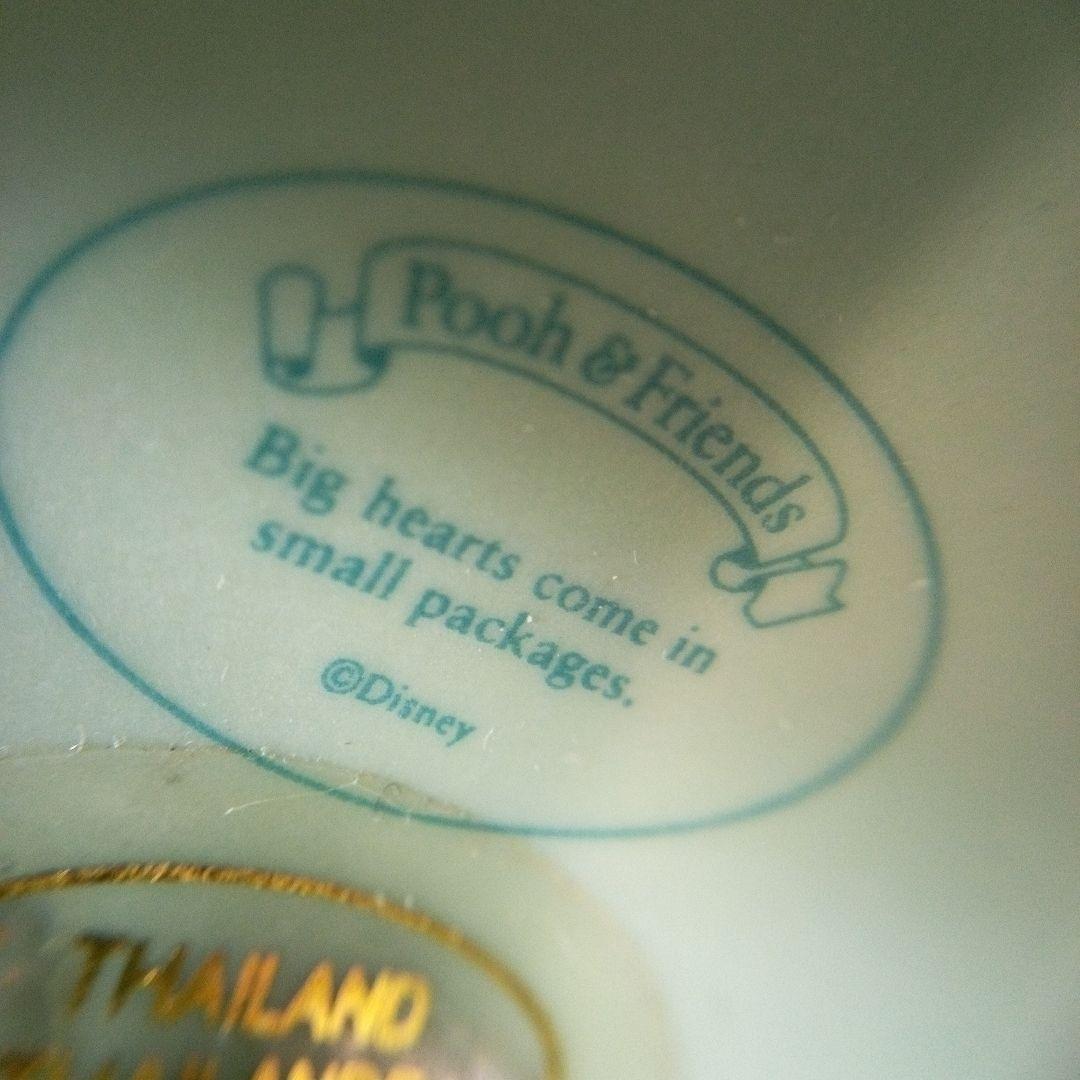 Pooh & Friends
Big hearts come in
small packages.
©Disney
THAILAND